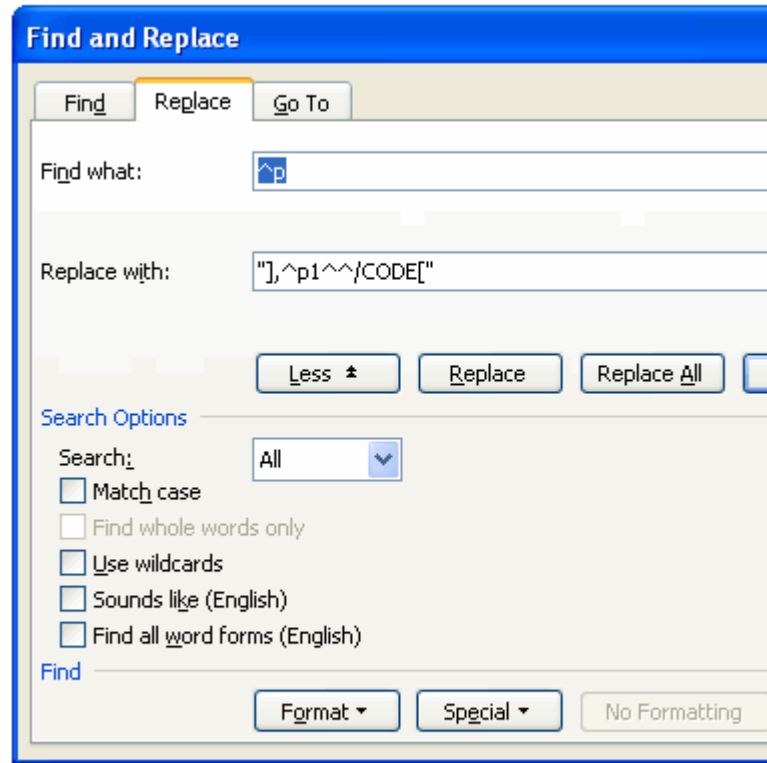 Find and Replace
Find Replace Go To
Find what: ^p
Replace with: "],^p1^^/CODE["
Less Replace Replace All
Search Options
Search: All
Match case
Find whole words only
Use wildcards
Sounds like (English)
Find all word forms (English)
Find
Format Special No Formatting